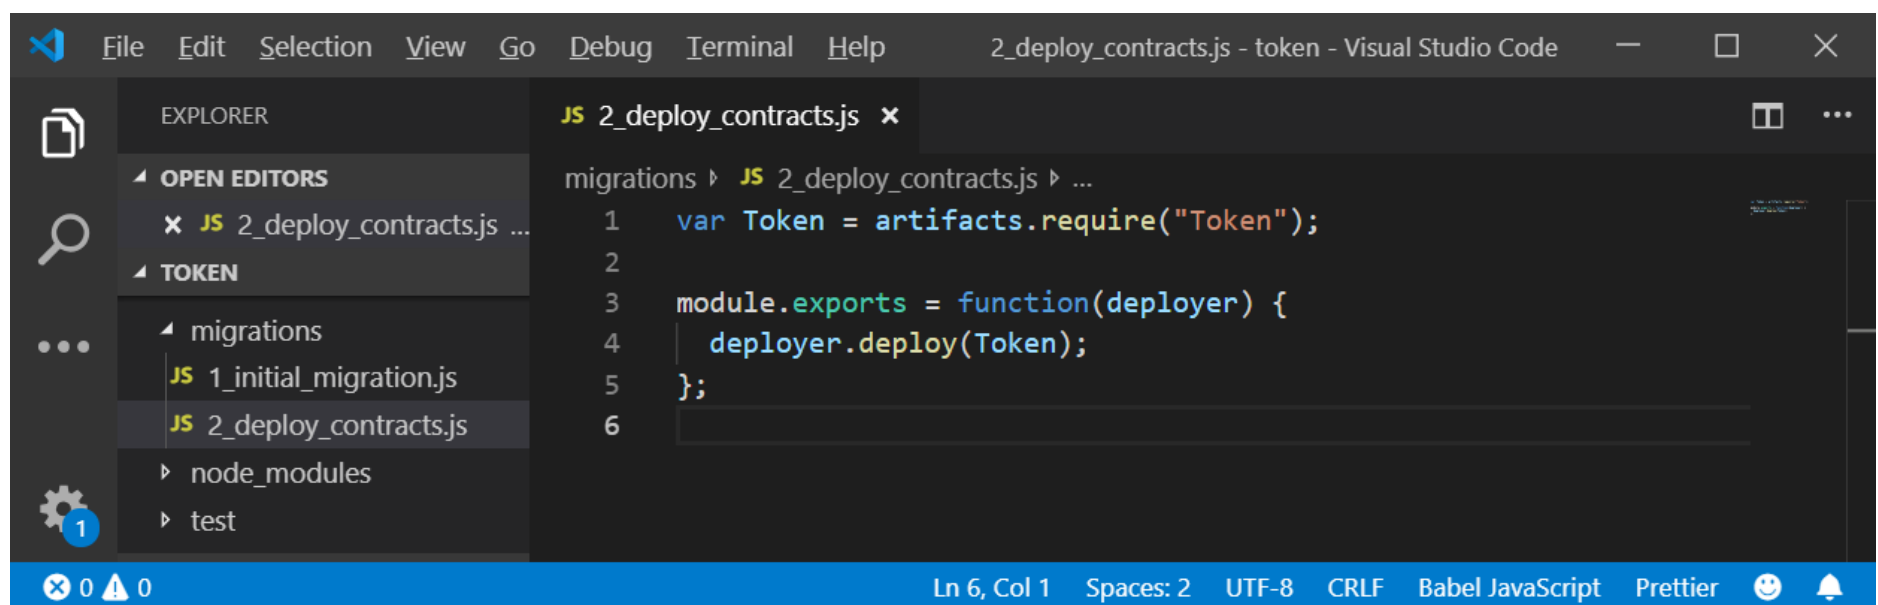 File Edit Selection View Go Debug Terminal Help 2_deploy_contracts.js - token - Visual Studio Code
EXPLORER
OPEN EDITORS
JS 2_deploy_contracts.js ...
TOKEN
migrations
JS 1_initial_migration.js
JS 2_deploy_contracts.js
node_modules
test
1
JS 2_deploy_contracts.js
migrations JS 2_deploy_contracts.js ...
1 var Token = artifacts.require("Token");
2
3 module.exports = function(deployer) {
4 deployer.deploy(Token);
5 };
6
0 0 Ln 6, Col 1 Spaces: 2 UTF-8 CRLF Babel JavaScript Prettier